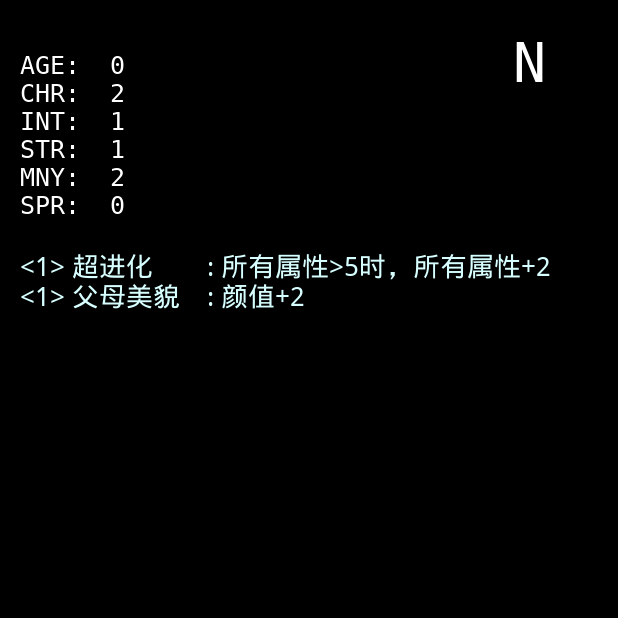 N
AGE: 0
CHR: 2
INT: 1
STR: 1
MNY: 2
SPR: 0
<1> 超进化 : 所有属性>5时, 所有属性+2
<1> 父母美貌 : 颜值+2